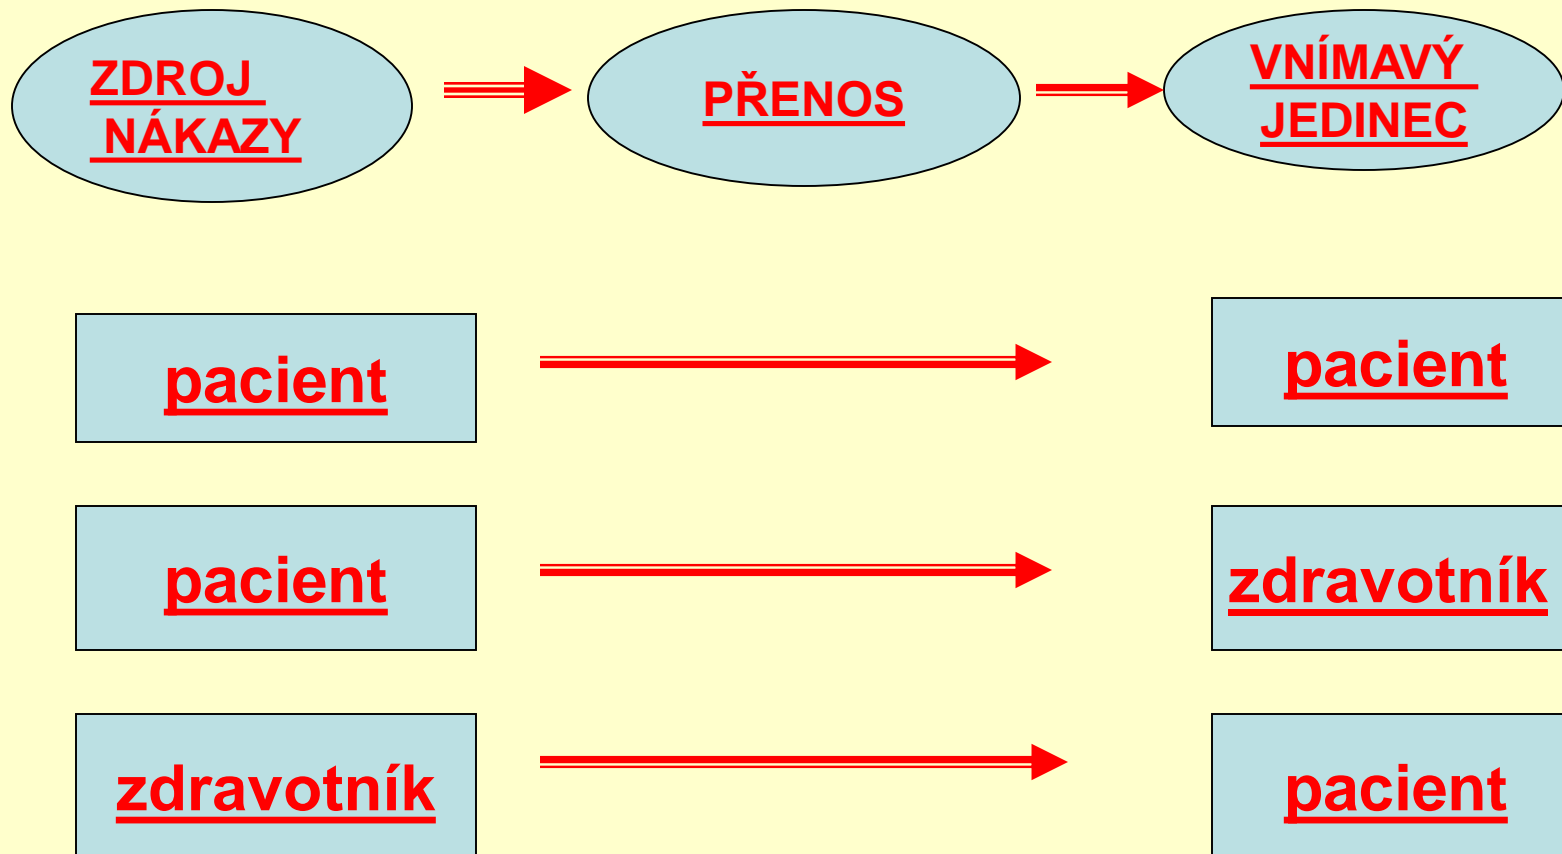 ZDROJ
NÁKAZY
PŘENOS
VNÍMAVÝ
JEDINEC
pacient
pacient
pacient
zdravotník
zdravotník
pacient